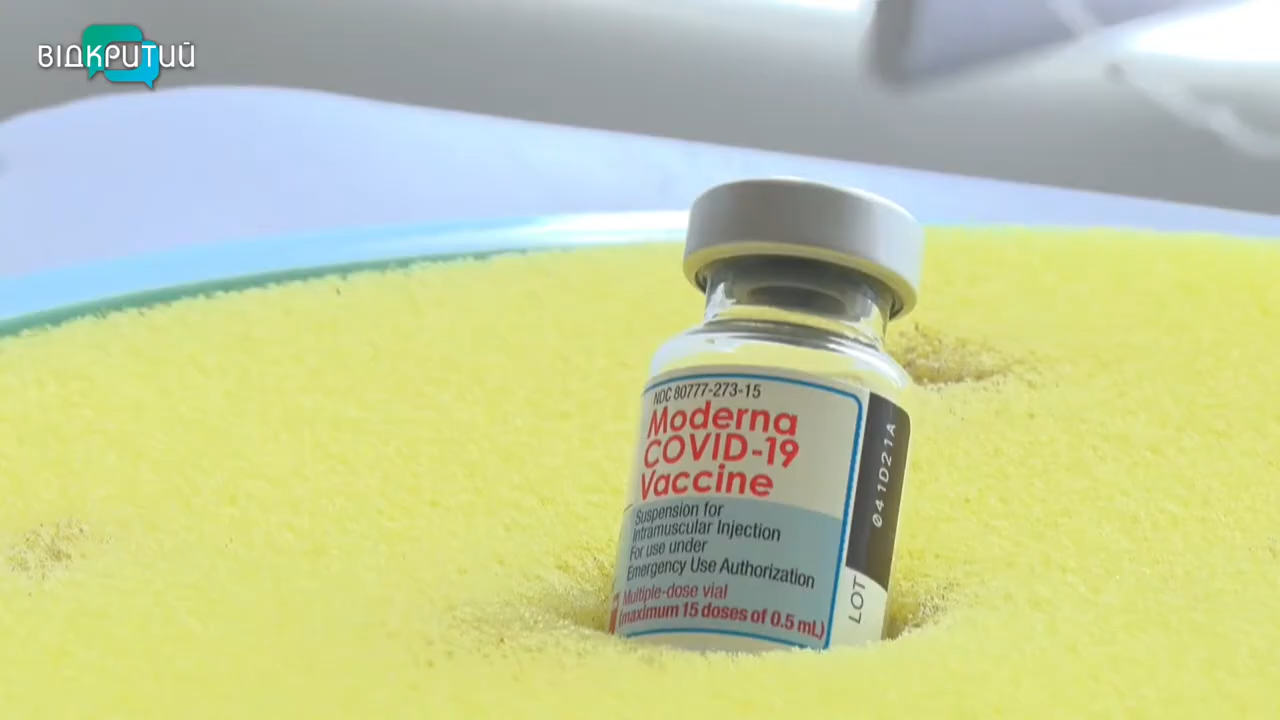 ВІДКРИТИЙ
NDC 80777-273-15
Moderna
COVID-19
Vaccine
Suspension for
Intramuscular Injection
For use under
Emergency Use Authorization
Multiple-dose vial
(maximum 15 doses of 0.5 mL)
LOT 041D21A